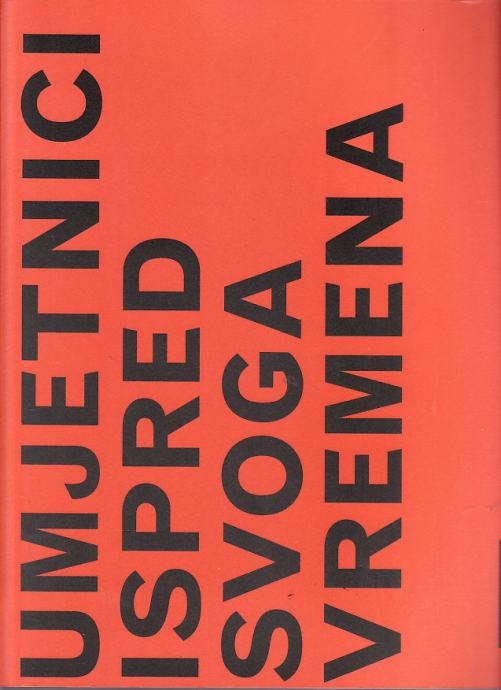 UMJETNICI
ISPRED
SVOGA
VREMENA